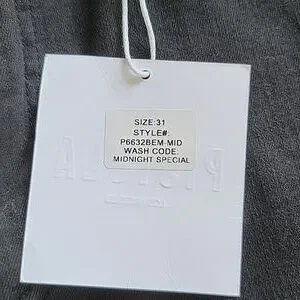 SIZE:31
STYLE#:
P6632BEM-MID
WASH CODE:
MIDNIGHT SPECIAL